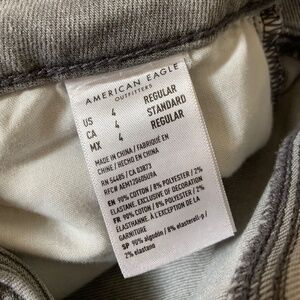 AMERICAN EAGLE
OUTFITTERS
US 4 REGULAR
CA 4 STANDARD
MX 4 REGULAR
MADE IN CHINA / FABRIQUÉ EN
CHINE / HECHO EN CHINA
RN 54485 / CA 03873
EN 90% COTTON / 8% POLYESTER / 2%
ELASTANE. EXCLUSIVE OF DECORATION
FR 90% COTON / 8% POLYESTER / 2%
ÉLASTHANNE. À L'EXCEPTION DE LA
GARNITURE
SP 90% algodón / 8%
2% elastano